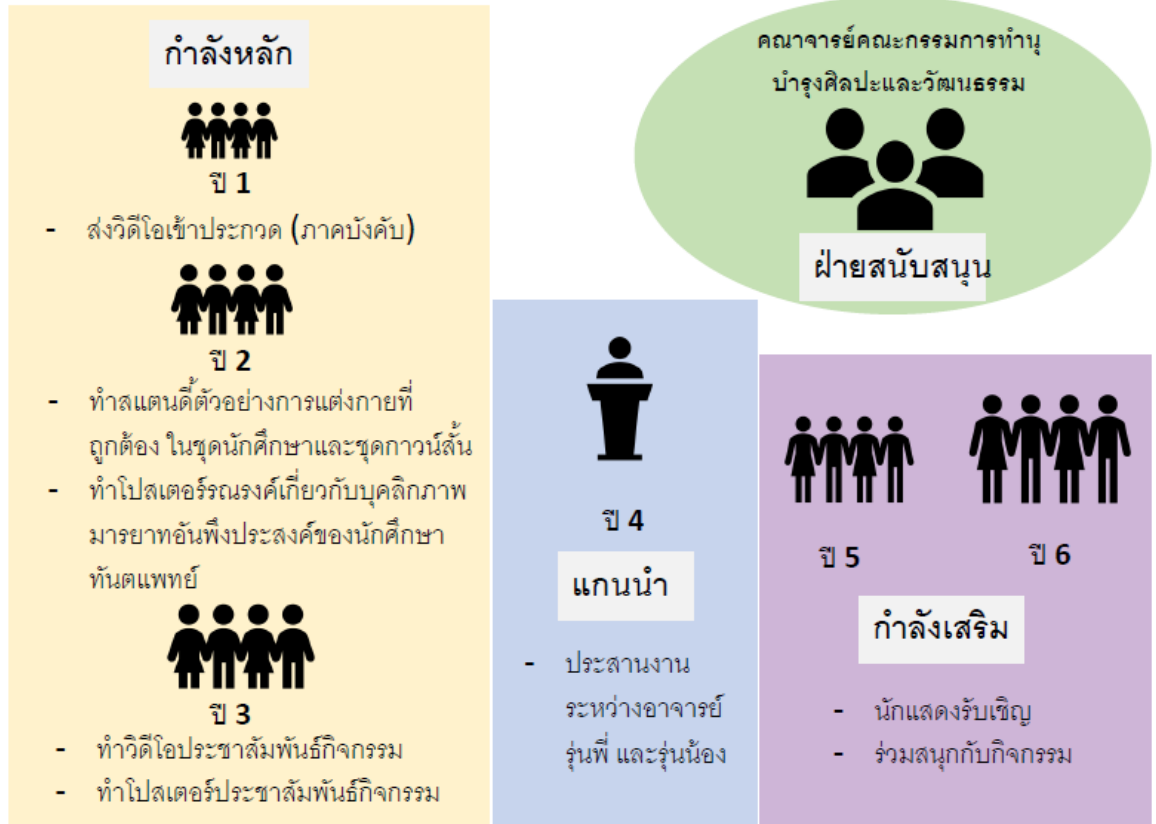 กำลังหลัก
ปี 1
- ส่งวิดีโอเข้าประกวด (ภาคบังคับ)
ปี 2
- ทำสแตนดี้ตัวอย่างการแต่งกายที่
ถูกต้อง ในชุดนักศึกษาและชุดกาวน์สั้น
- ทำโปสเตอร์รณรงค์เกี่ยวกับบุคลิกภาพ
มารยาทอันพึงประสงค์ของนักศึกษา
ทันตแพทย์
ปี 3
- ทำวิดีโอประชาสัมพันธ์กิจกรรม
- ทำโปสเตอร์ประชาสัมพันธ์กิจกรรม
คณาจารย์คณะกรรมการทำนุ
บำรุงศิลปะและวัฒนธรรม
ฝ่ายสนับสนุน
ปี 4
แกนนำ
- ประสานงาน
ระหว่างอาจารย์
รุ่นพี่ และรุ่นน้อง
ปี 5
ปี 6
กำลังเสริม
- นักแสดงรับเชิญ
- ร่วมสนุกกับกิจกรรม